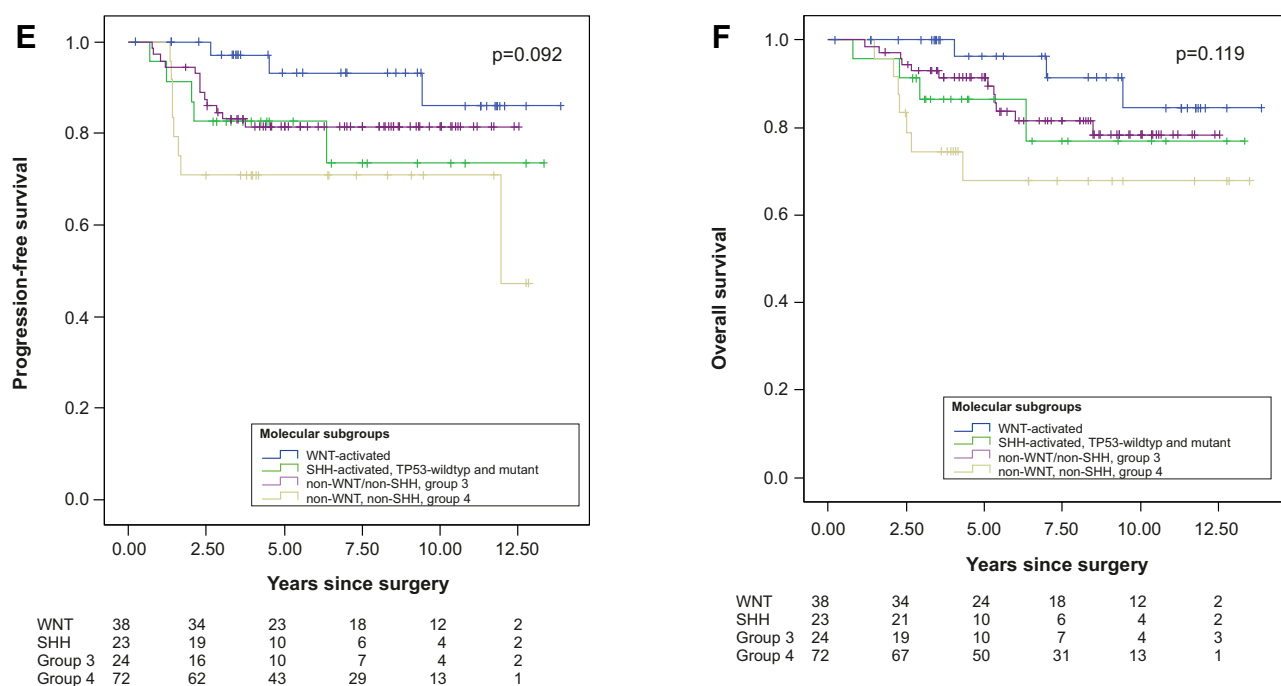 E
p=0.092
Progression-free survival
1.0
0.8
0.6
0.4
0.2
0.0
Molecular subgroups
WNT-activated
SHH-activated, TP53-wildtyp and mutant
non-WNT/non-SHH, group 3
non-WNT, non-SHH, group 4
0.00 2.50 5.00 7.50 10.00 12.50
Years since surgery
WNT 38 34 23 18 12 2
SHH 23 19 10 6 4 2
Group 3 24 16 10 7 4 2
Group 4 72 62 43 29 13 1
F
p=0.119
Overall survival
1.0
0.8
0.6
0.4
0.2
0.0
Molecular subgroups
WNT-activated
SHH-activated, TP53-wildtyp and mutant
non-WNT/non-SHH, group 3
non-WNT, non-SHH, group 4
0.00 2.50 5.00 7.50 10.00 12.50
Years since surgery
WNT 38 34 24 18 12 2
SHH 23 21 10 6 4 2
Group 3 24 19 10 7 4 3
Group 4 72 67 50 31 13 1